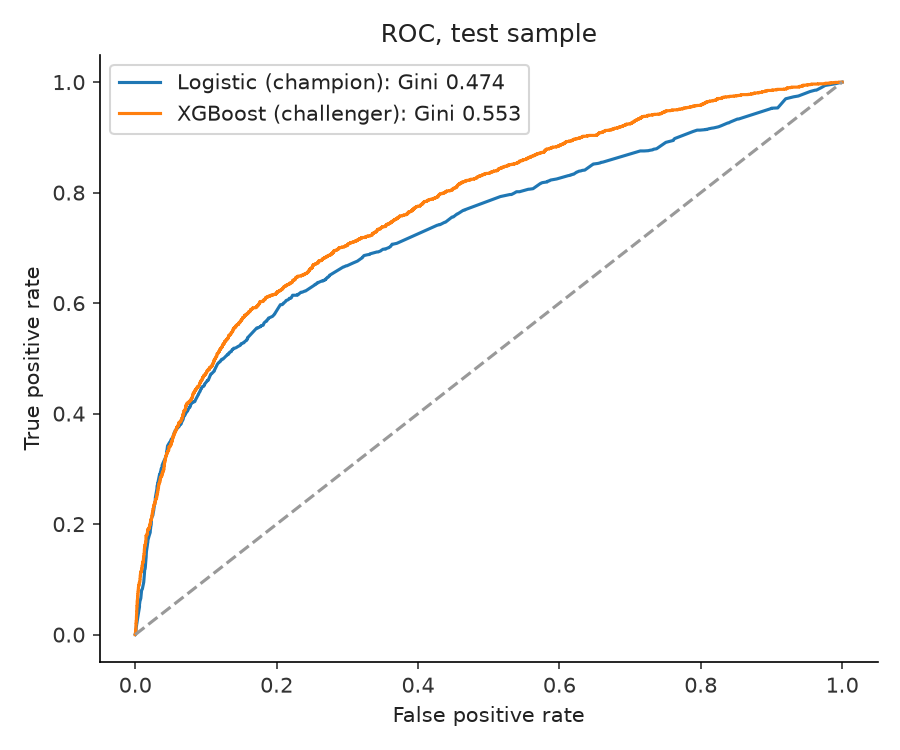 ROC, test sample
Logistic (champion): Gini 0.474
XGBoost (challenger): Gini 0.553
True positive rate
1.0
0.8
0.6
0.4
0.2
0.0
0.0 0.2 0.4 0.6 0.8 1.0
False positive rate